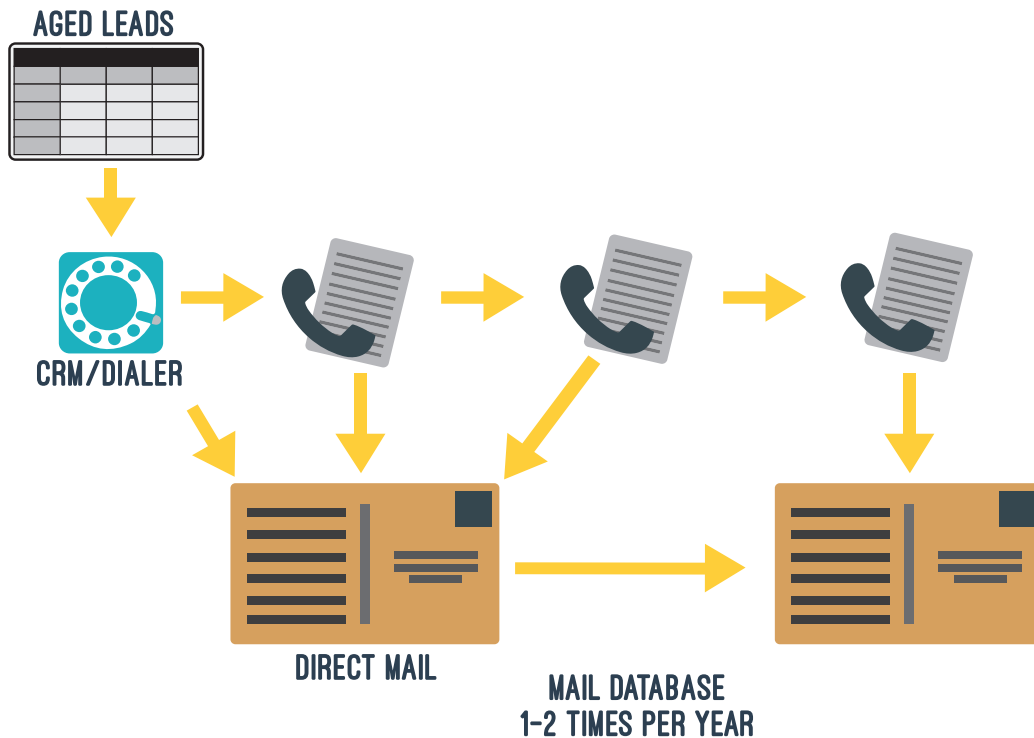 AGED LEADS
CRM/DIALER
DIRECT MAIL
MAIL DATABASE
1-2 TIMES PER YEAR